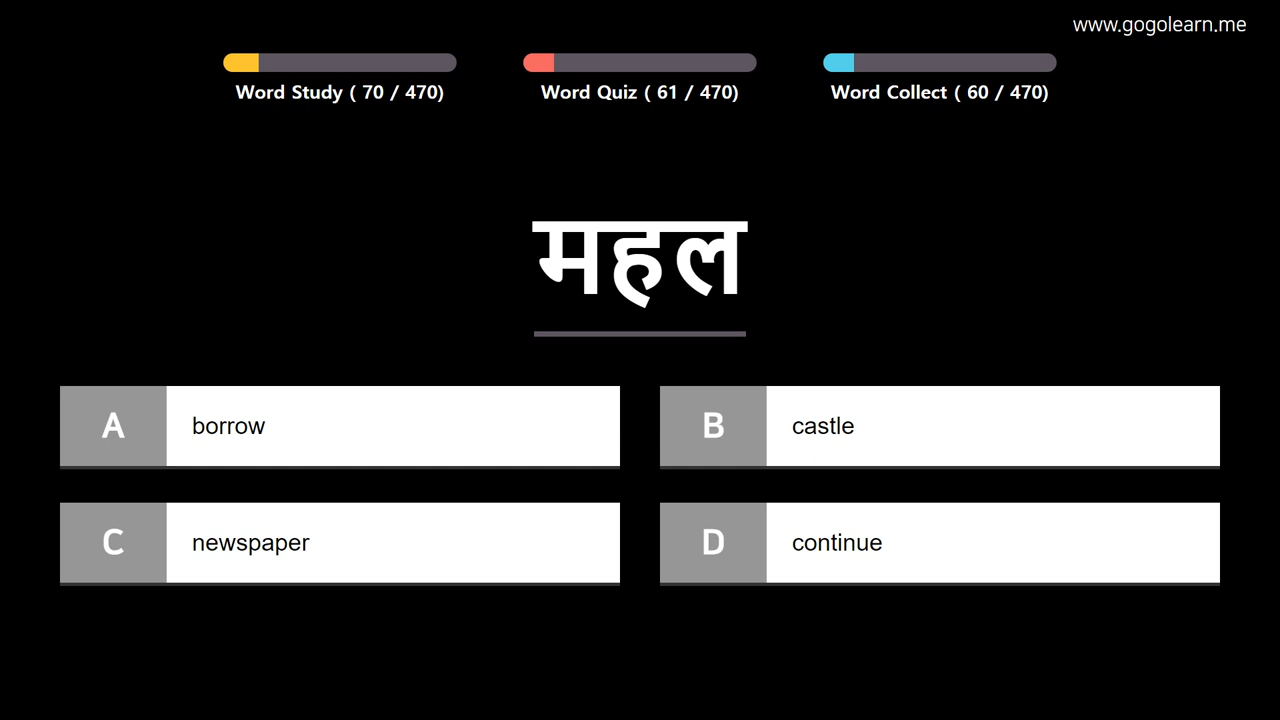 www.gogolearn.me
Word Study ( 70 / 470)
Word Quiz ( 61 / 470)
Word Collect ( 60 / 470)
महल
A borrow
B castle
C newspaper
D continue